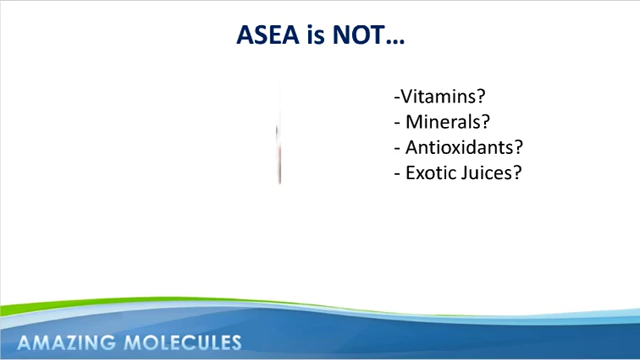 ASEA is NOT...
-Vitamins?
- Minerals?
- Antioxidants?
- Exotic Juices?
AMAZING MOLECULES